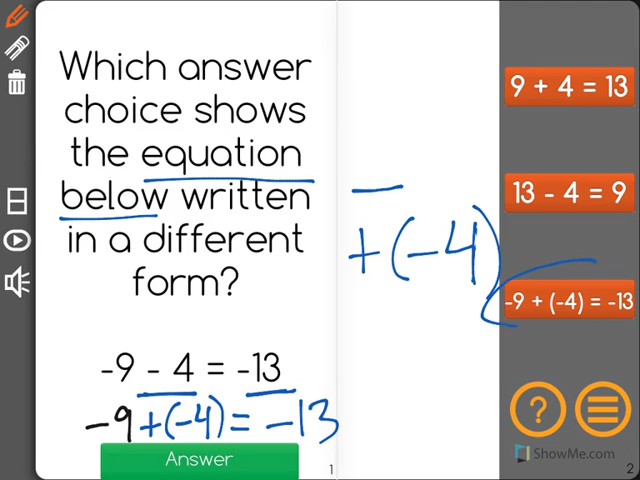 Which answer
choice shows
the equation
below written
in a different
form?
-9 - 4 = -13
-9 +(-4) = -13
Answer
1
+(-4)
9 + 4 = 13
13 - 4 = 9
-9 + (-4) = -13
?
ShowMe.com
2